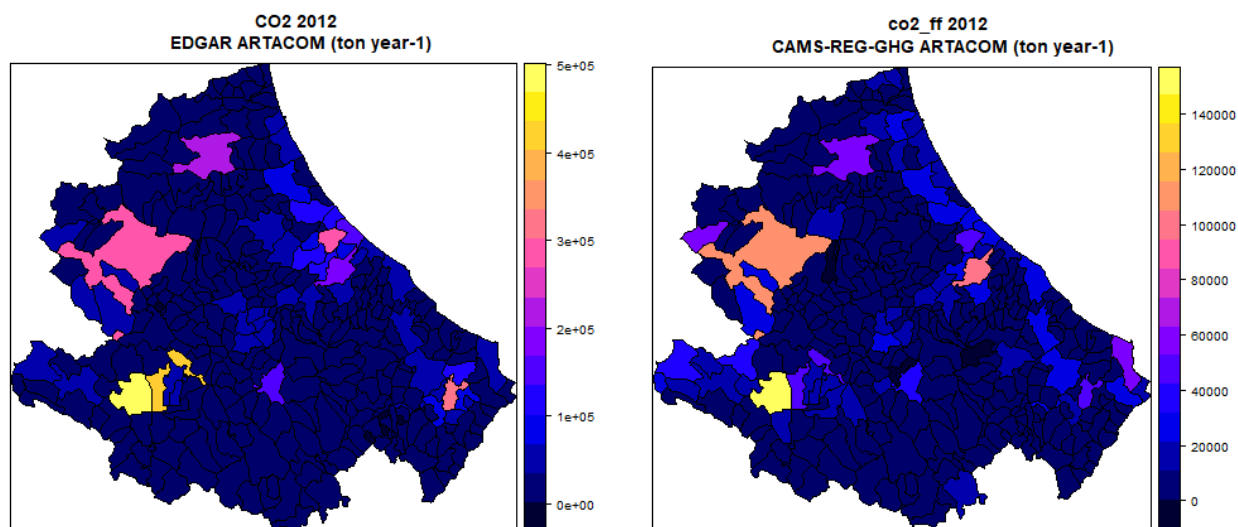 CO2 2012
EDGAR ARTACOM (ton year-1)
5e+05
4e+05
3e+05
2e+05
1e+05
0e+00
co2_ff 2012
CAMS-REG-GHG ARTACOM (ton year-1)
140000
120000
100000
80000
60000
40000
20000
0